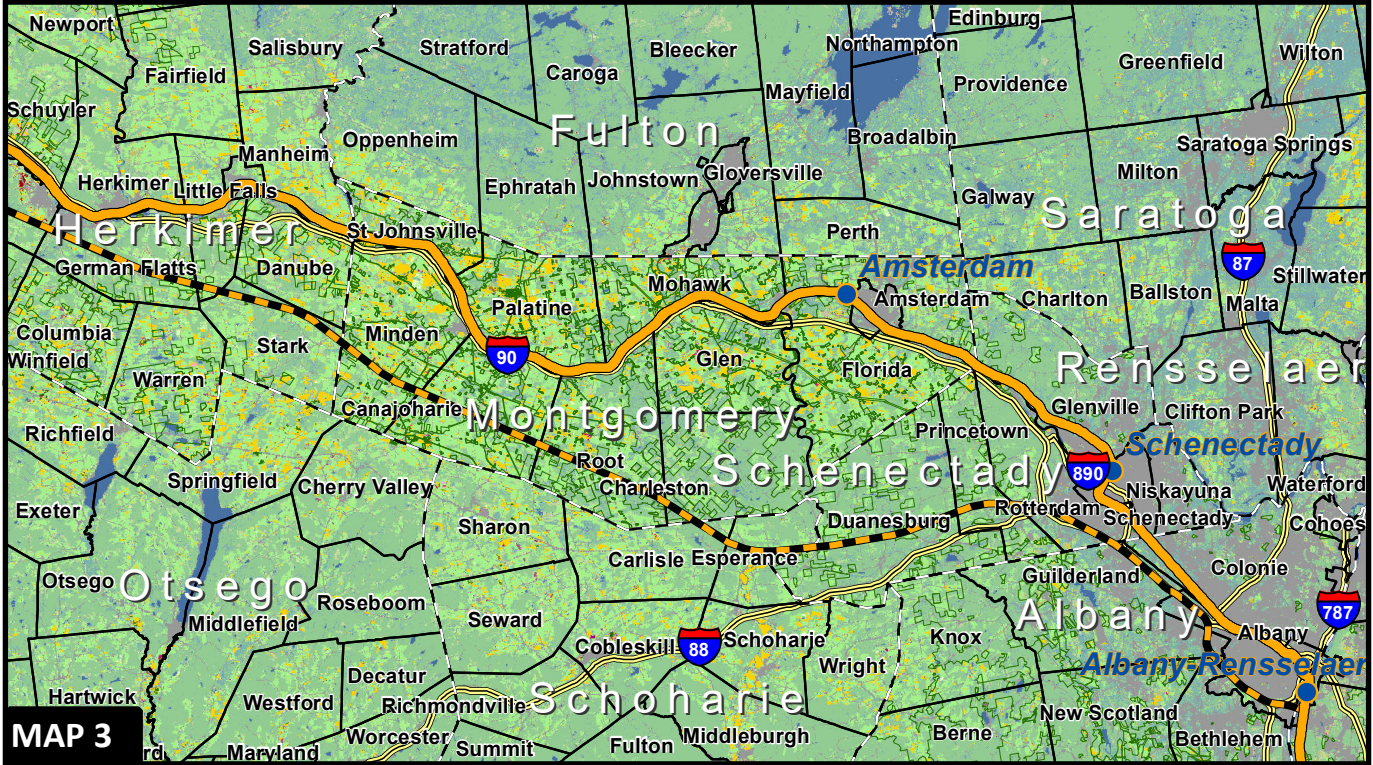 Newport
Salisbury
Stratford
Bleecker
Northampton
Edinburg
Wilton
Fairfield
Caroga
Mayfield
Providence
Greenfield
Schuyler
Oppenheim
Fulton
Broadalbin
Saratoga Springs
Manheim
Milton
Herkimer
Little Falls
Ephratah
Johnstown
Gloversville
Galway
Saratoga
Herkimer
St Johnsville
Perth
87
German Flatts
Danube
Mohawk
Amsterdam
Amsterdam
Charlton
Ballston
Stillwater
Malta
Palatine
Columbia
Minden
Winfield
Stark
90
Glen
Florida
Rensselaer
Warren
Canajoharie
Montgomery
Glenville
Clifton Park
Richfield
Princetown
Schenectady
Root
Schenectady
890
Springfield
Cherry Valley
Charleston
Niskayuna
Waterford
Exeter
Sharon
Duanesburg
Rotterdam
Schenectady
Cohoes
Carlisle
Esperance
Otsego
Otsego
Guilderland
Colonie
Roseboom
Middlefield
Seward
Albany
787
Cobleskill
88
Schoharie
Knox
Albany
Hartwick
Westford
Decatur
Wright
Albany-Rensselaer
Richmondville
Schoharie
New Scotland
MAP 3
rd
Maryland
Worcester
Summit
Fulton
Middleburgh
Berne
Bethlehem